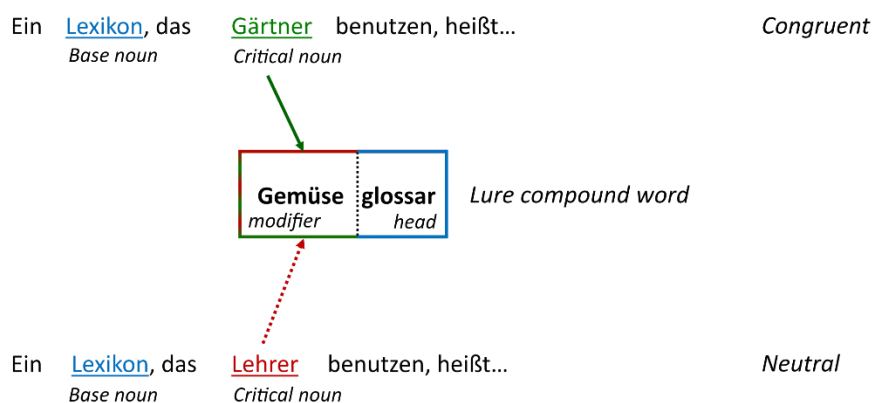 Ein Lexikon, das Gärtner benutzen, heißt… Congruent
Base noun Critical noun
Gemüse glossar Lure compound word
modifier head
Ein Lexikon, das Lehrer benutzen, heißt… Neutral
Base noun Critical noun